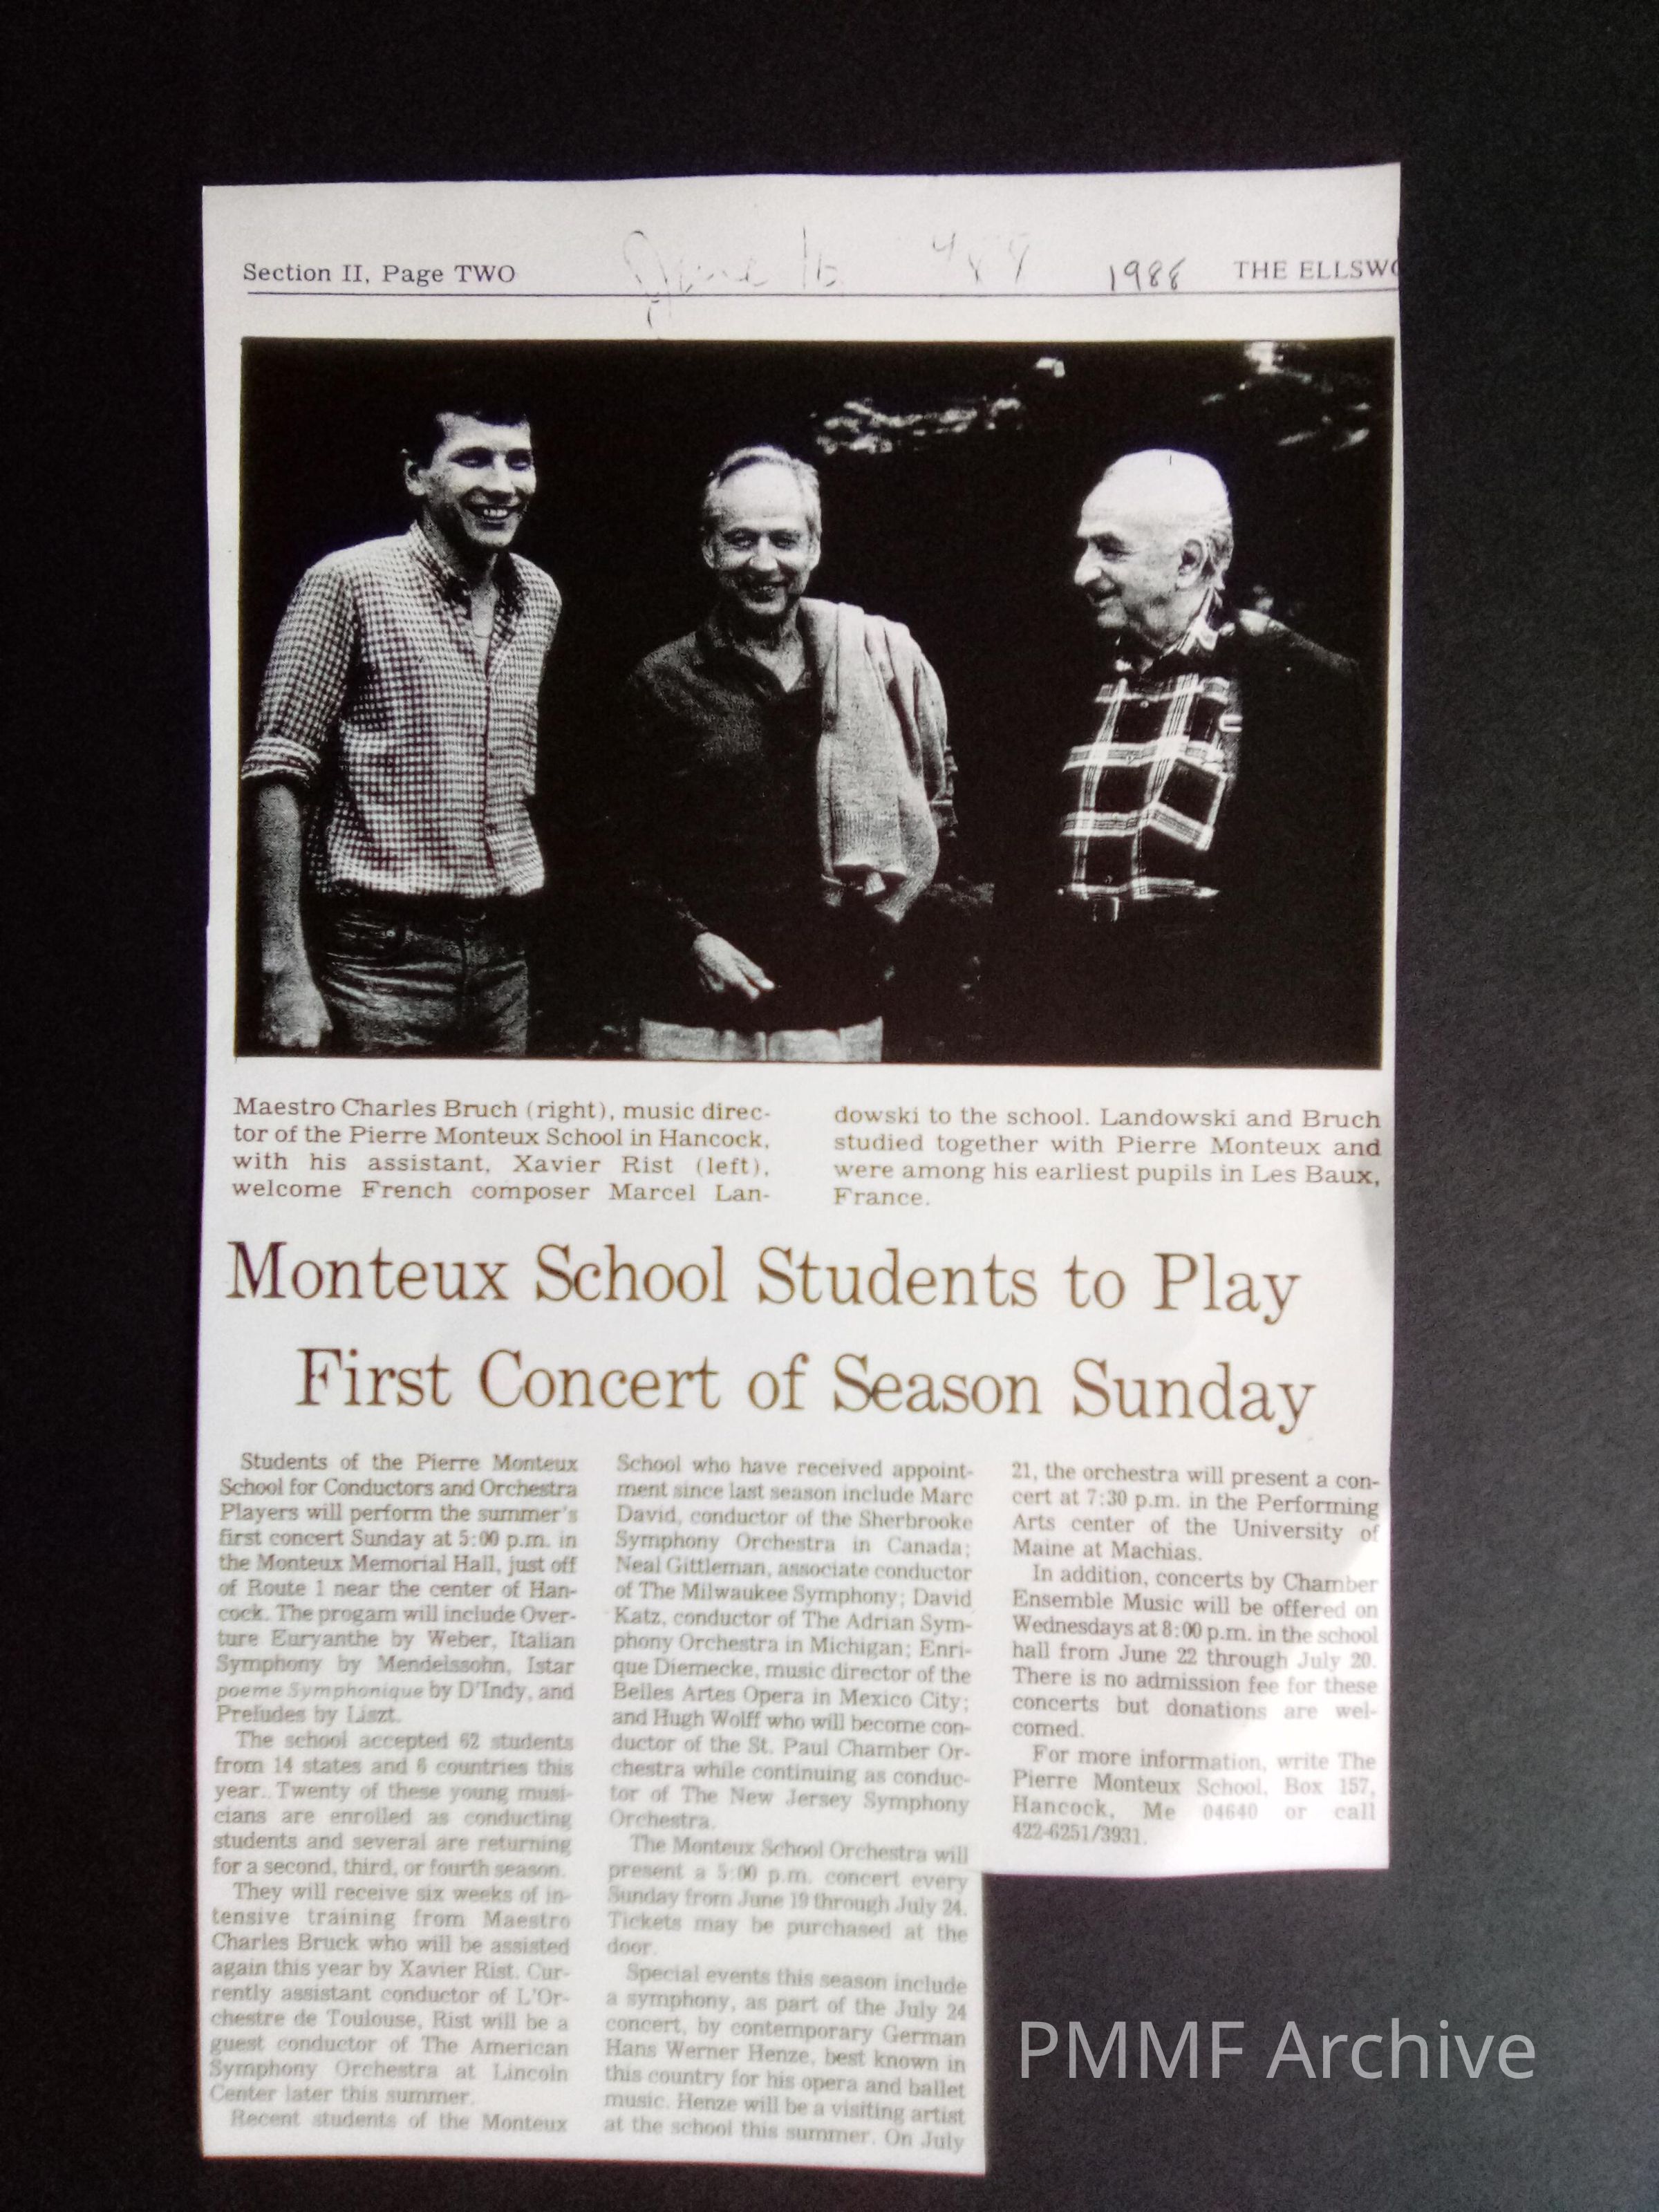 Section II, Page TWO
June 16
1988
THE ELLSWO
Maestro Charles Bruch (right), music direc-
tor of the Pierre Monteux School in Hancock,
with his assistant, Xavier Rist (left),
welcome French composer Marcel Lan-
dowski to the school. Landowski and Bruch
studied together with Pierre Monteux and
were among his earliest pupils in Les Baux,
France.
Monteux School Students to Play
First Concert of Season Sunday
Students of the Pierre Monteux
School for Conductors and Orchestra
Players will perform the summer's
first concert Sunday at 5:00 p.m. in
the Monteux Memorial Hall, just off
of Route 1 near the center of Han-
cock. The progam will include Over-
ture Euryanthe by Weber, Italian
Symphony by Mendelssohn, Istar
poeme Symphonique by D'Indy, and
Preludes by Liszt.
The school accepted 62 students
from 14 states and 6 countries this
year. Twenty of these young musi-
cians are enrolled as conducting
students and several are returning
for a second, third, or fourth season.
They will receive six weeks of in-
tensive training from Maestro
Charles Bruck who will be assisted
again this year by Xavier Rist. Cur-
rently assistant conductor of L'Or-
chestre de Toulouse, Rist will be a
guest conductor of The American
Symphony Orchestra at Lincoln
Center later this summer.
Recent students of the Monteux
School who have received appoint-
ment since last season include Marc
David, conductor of the Sherbrooke
Symphony Orchestra in Canada;
Neal Gittleman, associate conductor
of The Milwaukee Symphony; David
Katz, conductor of The Adrian Sym-
phony Orchestra in Michigan; Enri-
que Diemecke, music director of the
Belles Artes Opera in Mexico City;
and Hugh Wolff who will become con-
ductor of the St. Paul Chamber Or-
chestra while continuing as conduc-
tor of The New Jersey Symphony
Orchestra.
The Monteux School Orchestra will
present a 5:00 p.m. concert every
Sunday from June 19 through July 24.
Tickets may be purchased at the
door.
Special events this season include
a symphony, as part of the July 24
concert, by contemporary German
Hans Werner Henze, best known in
this country for his opera and ballet
music. Henze will be a visiting artist
at the school this summer. On July
21, the orchestra will present a con-
cert at 7:30 p.m. in the Performing
Arts center of the University of
Maine at Machias.
In addition, concerts by Chamber
Ensemble Music will be offered on
Wednesdays at 8:00 p.m. in the school
hall from June 22 through July 20.
There is no admission fee for these
concerts but donations are wel-
comed.
For more information, write The
Pierre Monteux School, Box 157,
Hancock, Me 04640 or call
422-6251/3931.
PMMF Archive